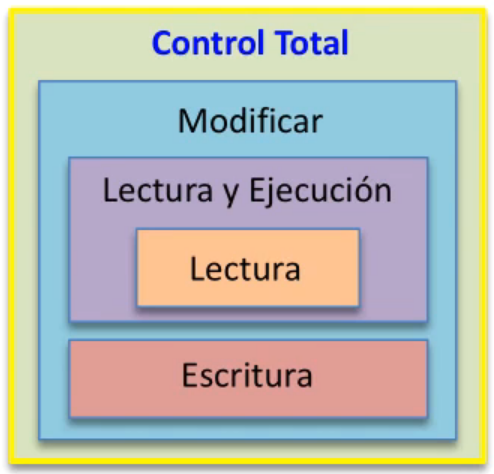 Control Total
Modificar
Lectura y Ejecución
Lectura
Escritura